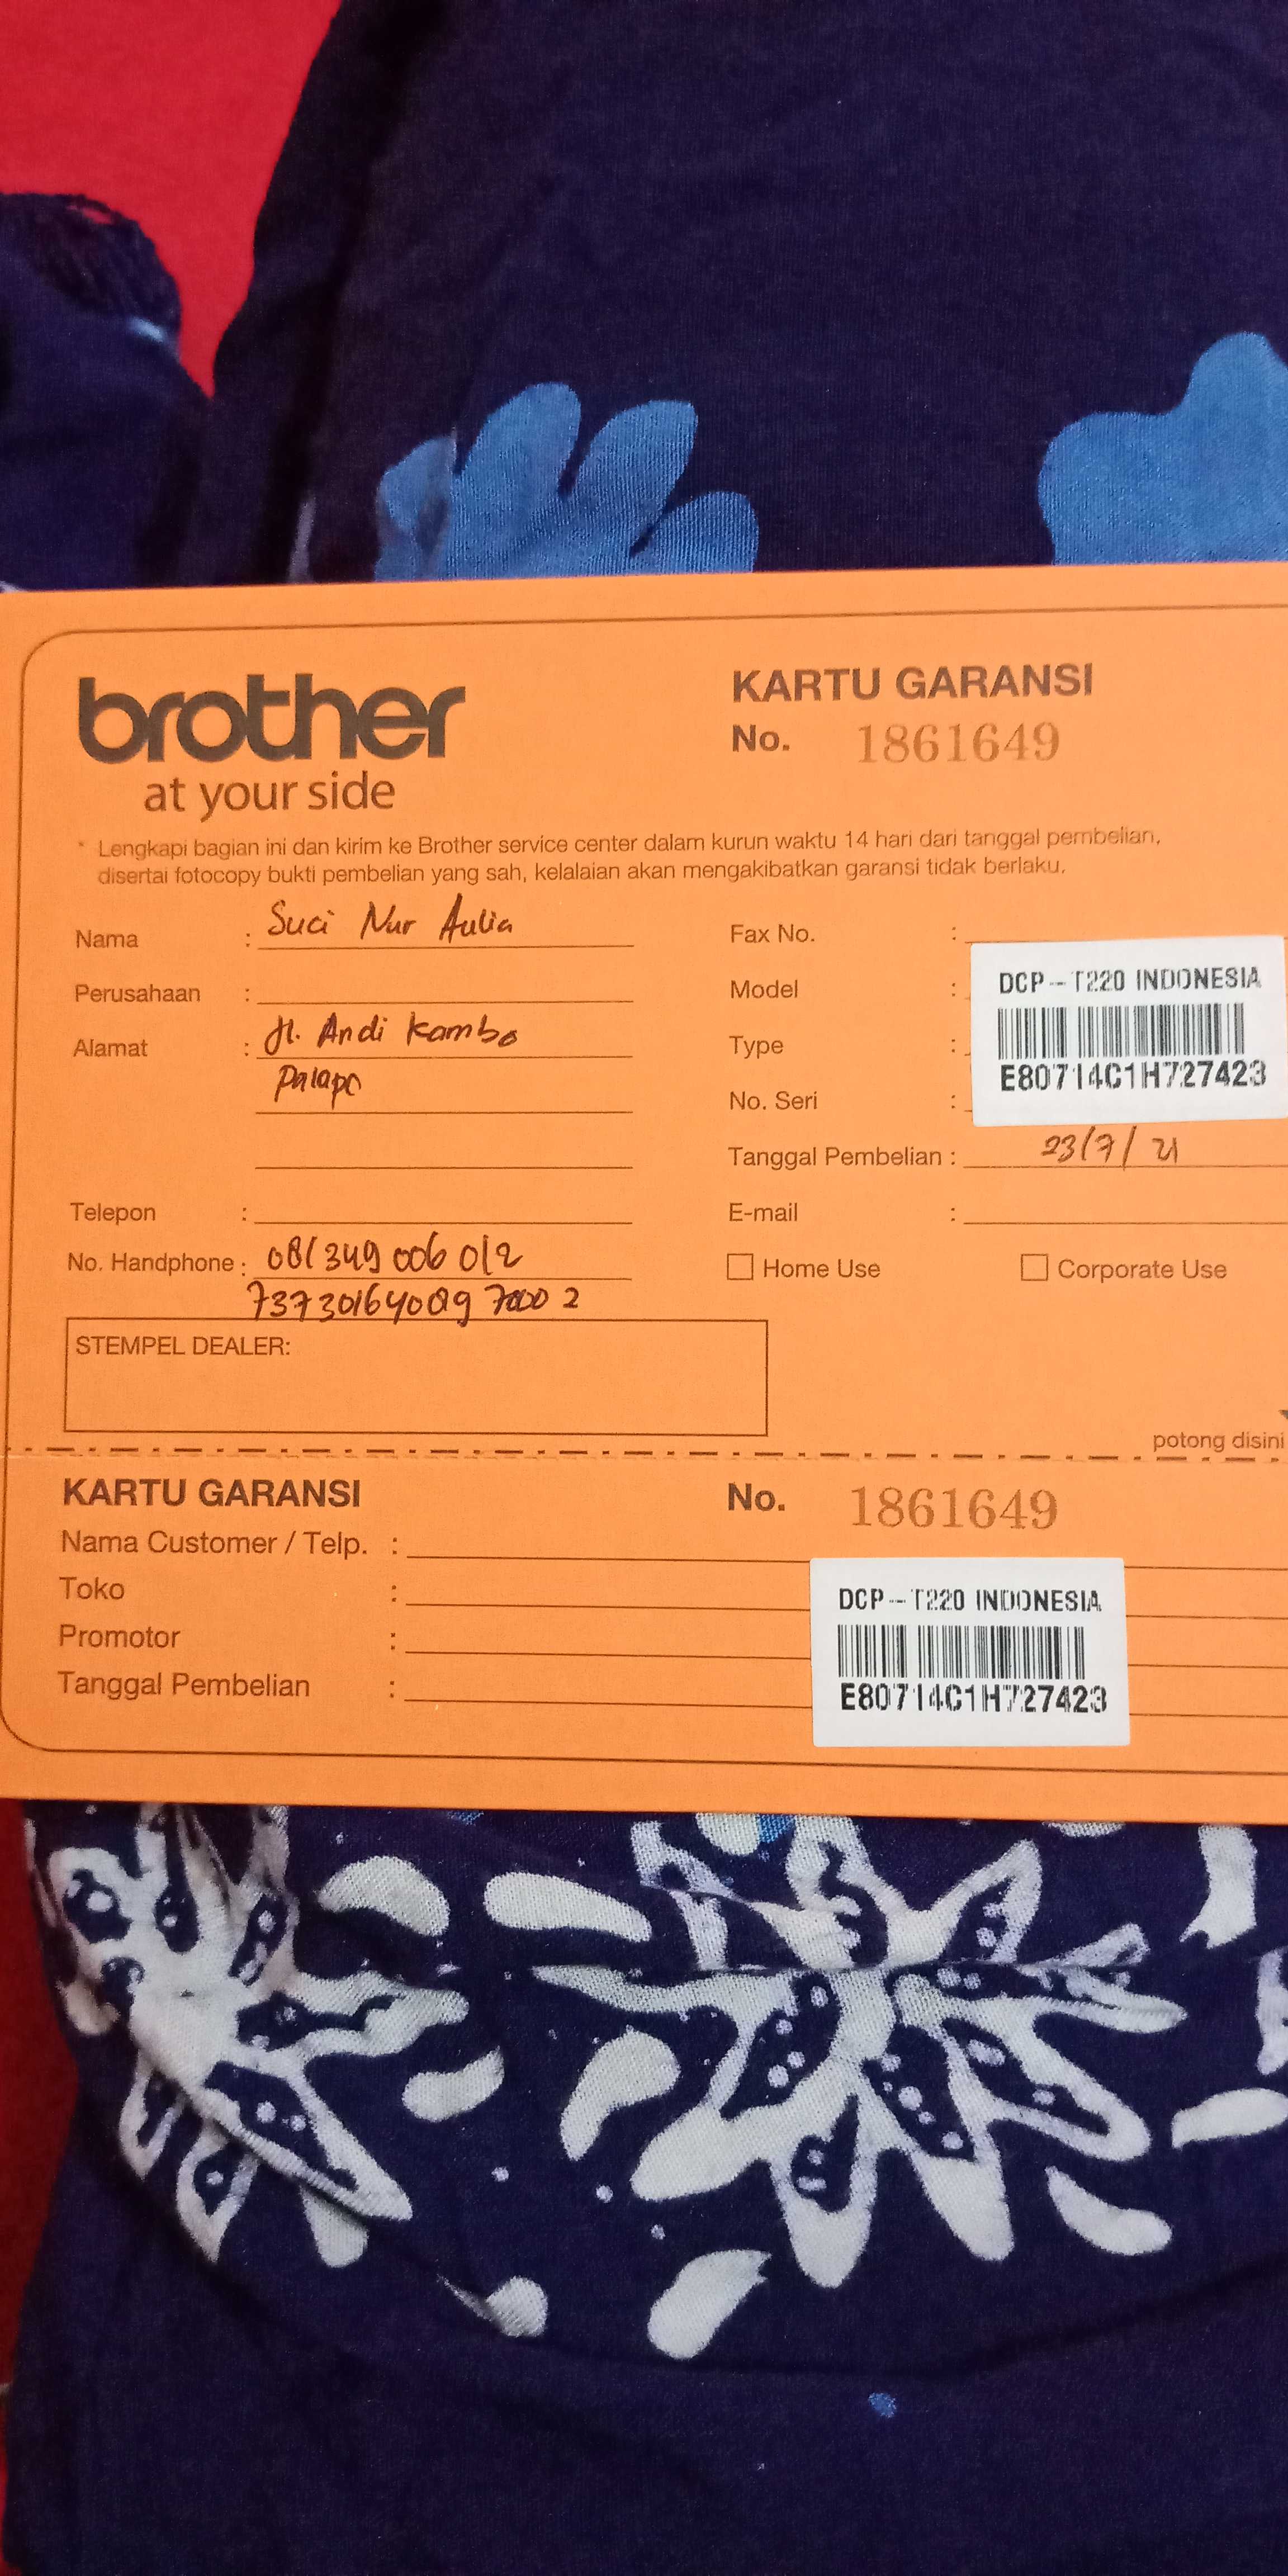 brother
at your side
KARTU GARANSI
No. 1861649
* Lengkapi bagian ini dan kirim ke Brother service center dalam kurun waktu 14 hari dari tanggal pembelian,
disertai fotocopy bukti pembelian yang sah, kelalaian akan mengakibatkan garansi tidak berlaku.
Nama : Suci Nur Aulia
Perusahaan :
Alamat : Jl. Andi Kambo
Palapo
Telepon :
No. Handphone : 081349 006 012
STEMPEL DEALER:
Fax No. :
Model :
Type :
No. Seri :
DCP-T220 INDONESIA
E80714C1H727423
Tanggal Pembelian : 23/7/21
E-mail :
Home Use
Corporate Use
potong disini
KARTU GARANSI
No. 1861649
Nama Customer / Telp. :
Toko :
Promotor :
Tanggal Pembelian :
DCP-T220 INDONESIA
E80714C1H727423